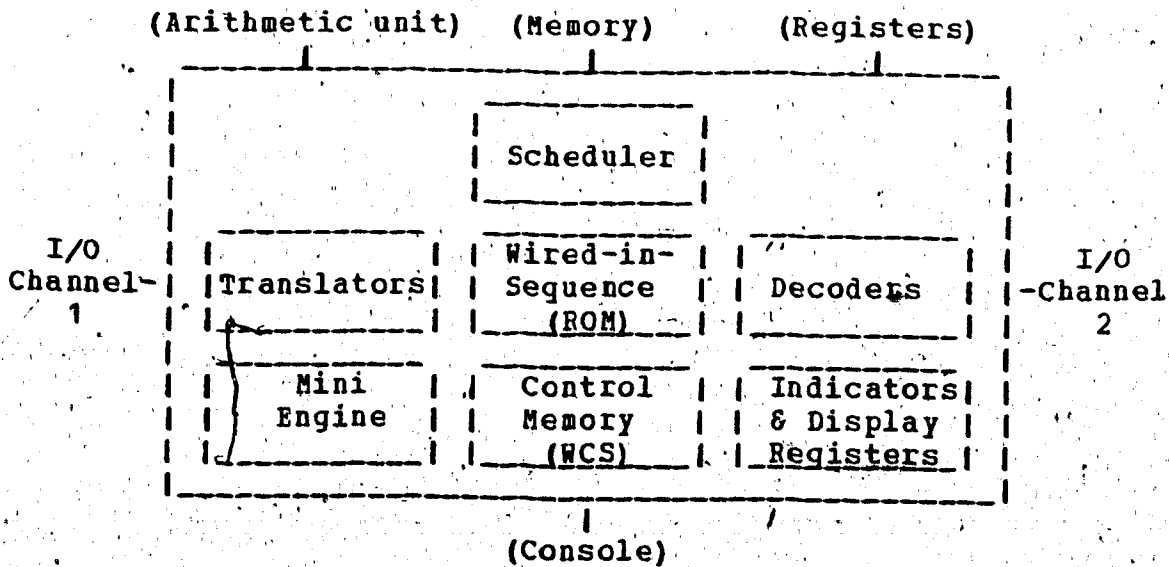 (Arithmetic unit) (Memory) (Registers)
Scheduler
I/O
Channel-
1
Translators
Wired-in-
Sequence
(ROM)
Decoders
I/O
-Channel
2
Mini
Engine
Control
Memory
(WCS)
Indicators
& Display
Registers
(Console)